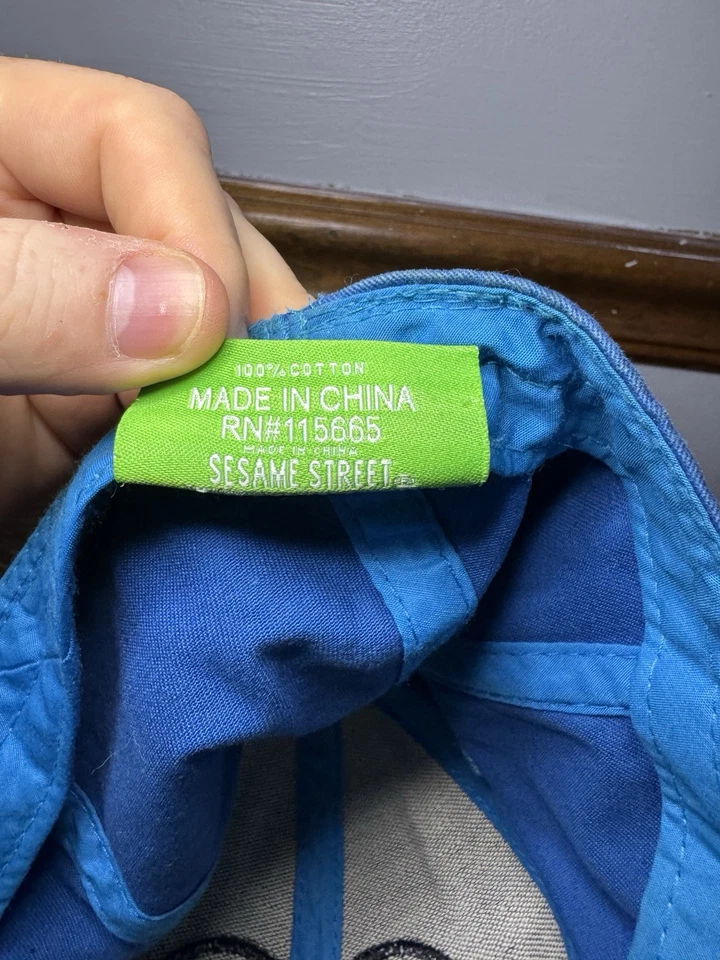 100% COTTON
MADE IN CHINA
RN#115665
MADE IN CHINA
SESAME STREET